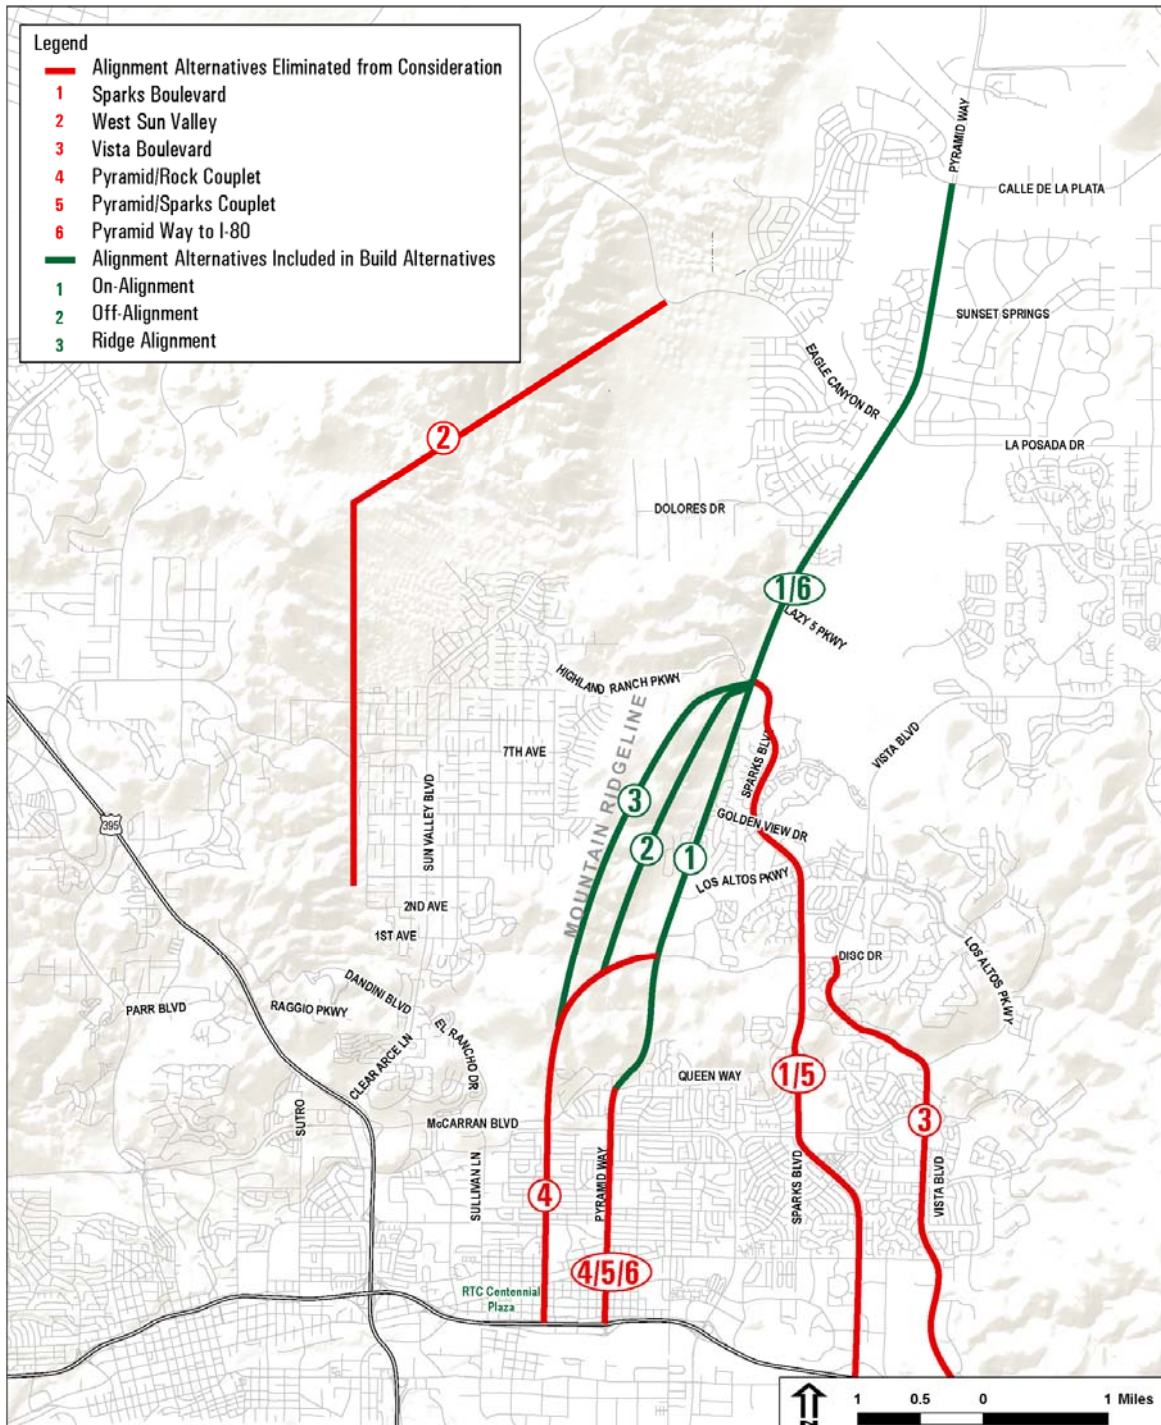 Legend
Alignment Alternatives Eliminated from Consideration
1 Sparks Boulevard
2 West Sun Valley
3 Vista Boulevard
4 Pyramid/Rock Couplet
5 Pyramid/Sparks Couplet
6 Pyramid Way to I-80
Alignment Alternatives Included in Build Alternatives
1 On-Alignment
2 Off-Alignment
3 Ridge Alignment
PYRAMID WAY
CALLE DE LA PLATA
SUNSET SPRINGS
EAGLE CANYON DR
2
LA POSADA DR
DOLORES DR
1/6
LAZY 5 PKWY
HIGHLAND RANCH PKWY
MOUNTAIN RIDGELINE
7TH AVE
VISTA BLVD
SPARKS BLVD
SUN VALLEY BLVD
395
3
GOLDEN VIEW DR
2
1
LOS ALTOS PKWY
2ND AVE
1ST AVE
DISC DR
LOS ALTOS PKWY
DANDINI BLVD
PARR BLVD
RAGGIO PKWY
EL RANCHO DR
CLEAR ARCE LN
QUEEN WAY
1/5
SUTRO
McCARRAN BLVD
3
SULLIVAN LN
4
PYRAMID WAY
SPARKS BLVD
VISTA BLVD
4/5/6
RTC Centennial
Plaza
1 0.5 0 1 Miles